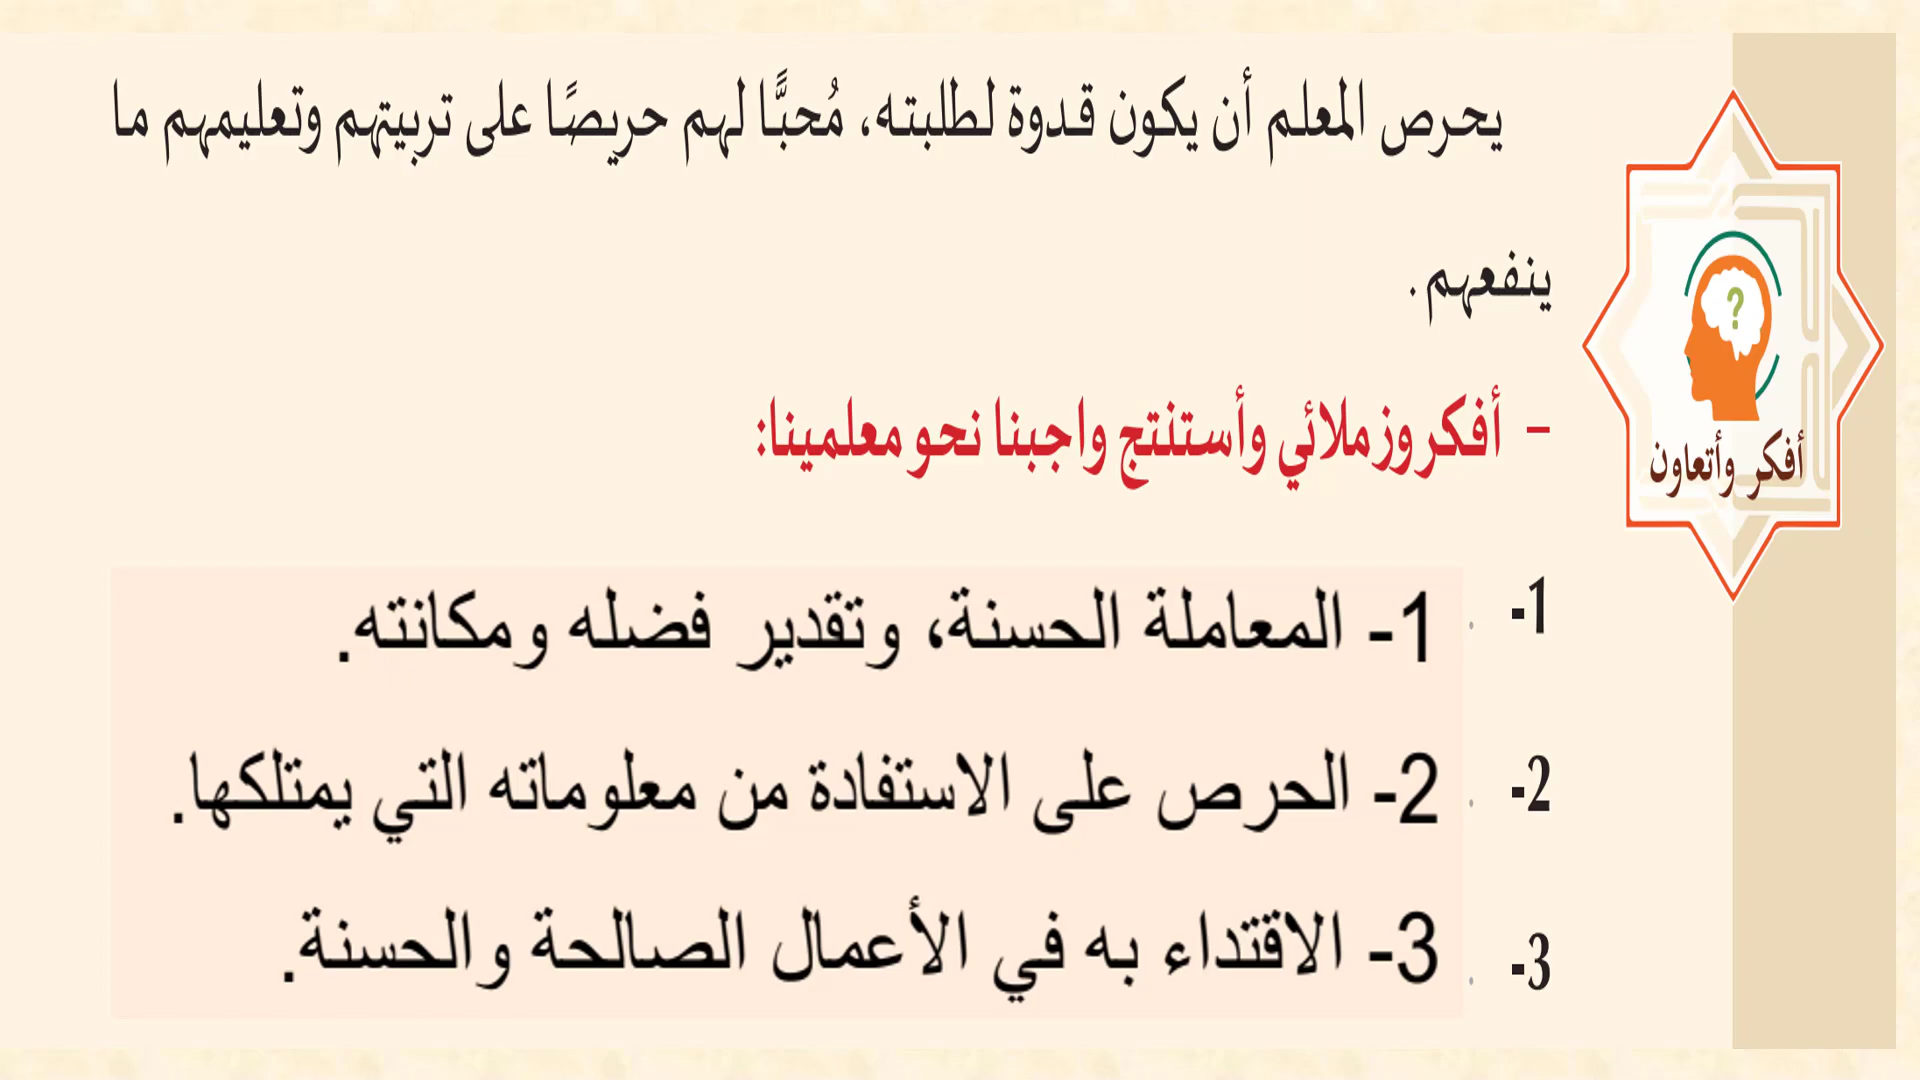 يحرص المعلم أن يكون قدوة لطلبته، مُحبًّا لهم حريصًا على تربيتهم وتعليمهم ما
ينفعهم.
- أفكر وزملائي وأستنتج واجبنا نحو معلمينا:
?
أفكر وأتعاون
1-
1- المعاملة الحسنة، وتقدير فضله ومكانته.
2-
2- الحرص على الاستفادة من معلوماته التي يمتلكها.
3-
3- الاقتداء به في الأعمال الصالحة والحسنة.